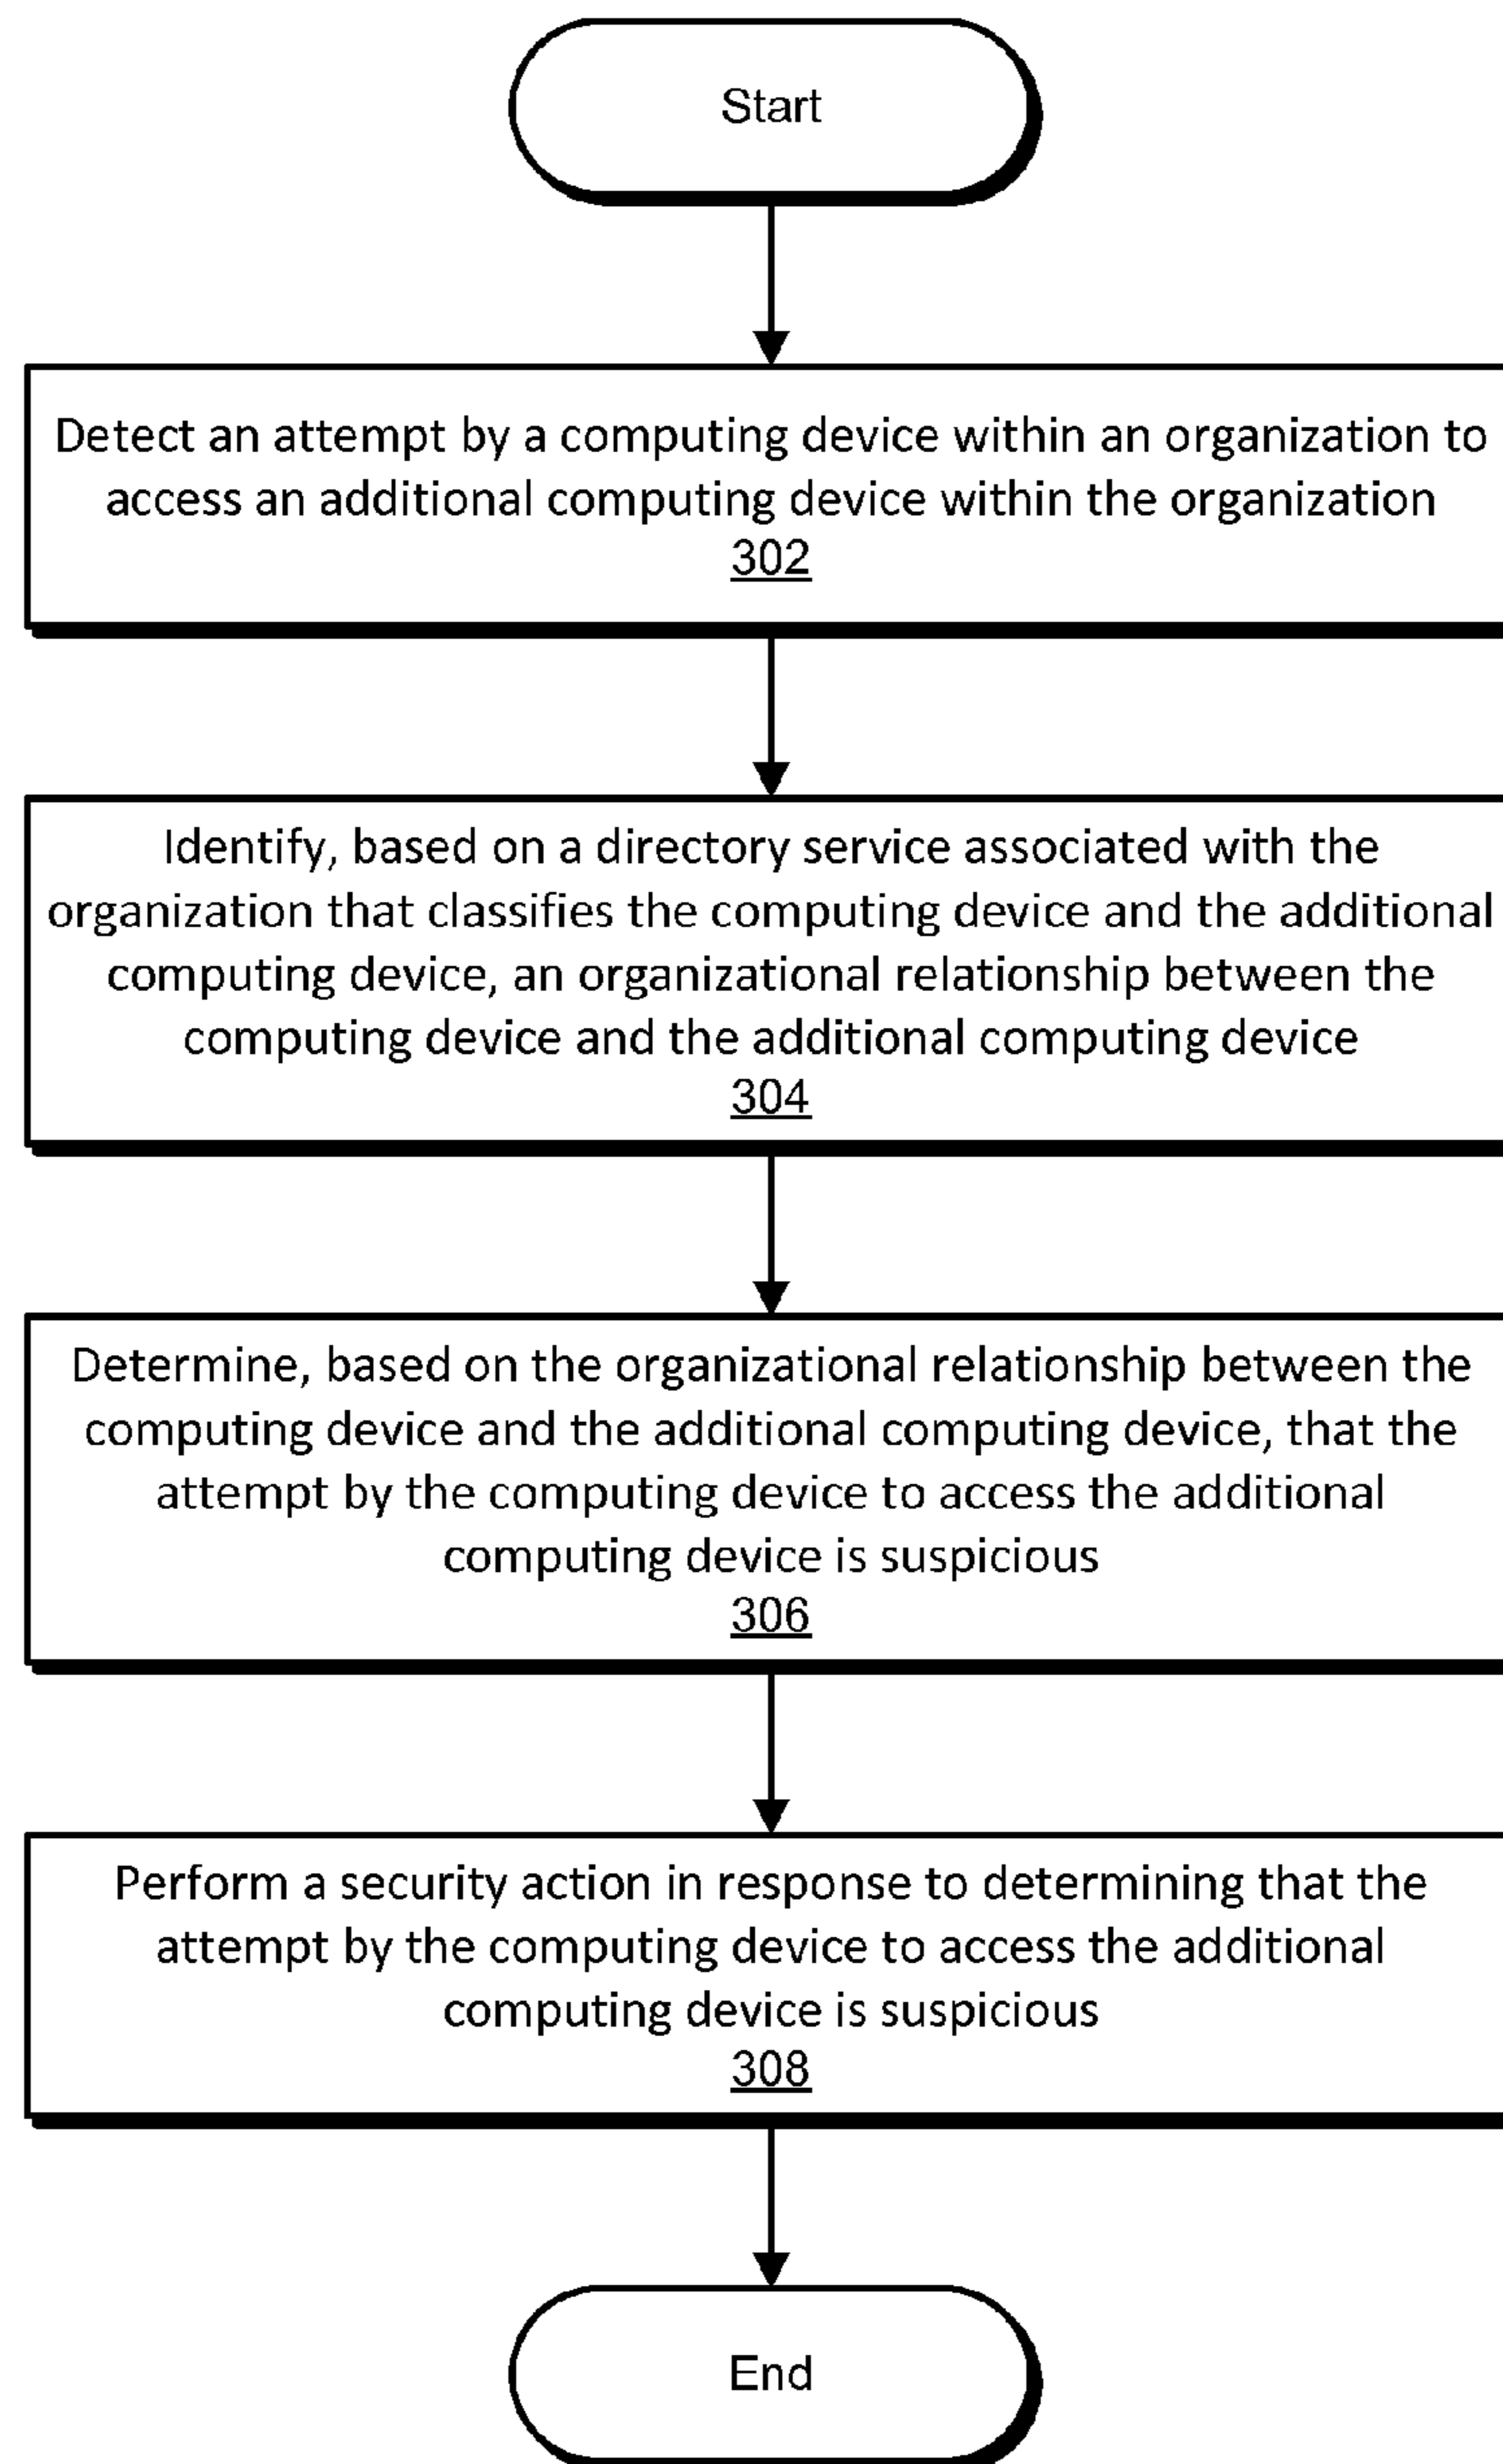 Start
Detect an attempt by a computing device within an organization to
access an additional computing device within the organization
302
Identify, based on a directory service associated with the
organization that classifies the computing device and the additional
computing device, an organizational relationship between the
computing device and the additional computing device
304
Determine, based on the organizational relationship between the
computing device and the additional computing device, that the
attempt by the computing device to access the additional
computing device is suspicious
306
Perform a security action in response to determining that the
attempt by the computing device to access the additional
computing device is suspicious
308
End